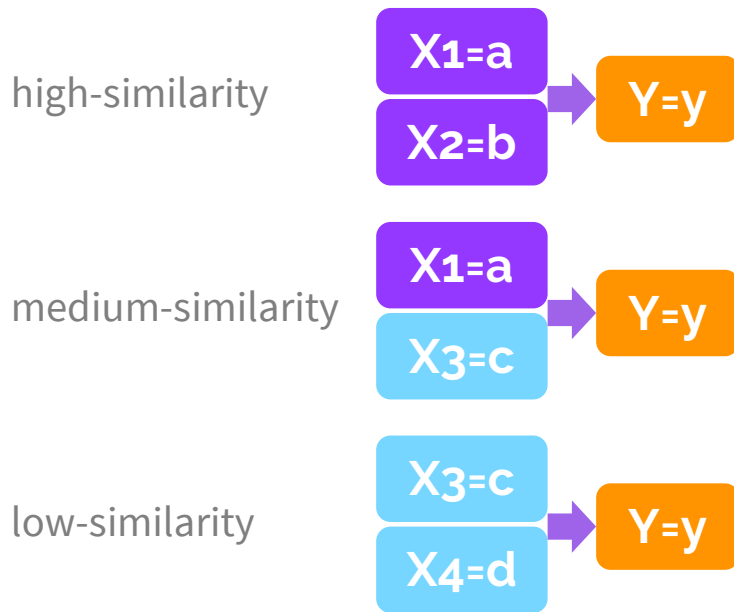 X1=a
high-similarity
Y=y
X2=b
X1=a
medium-similarity
Y=y
X3=c
X3=c
low-similarity
Y=y
X4=d